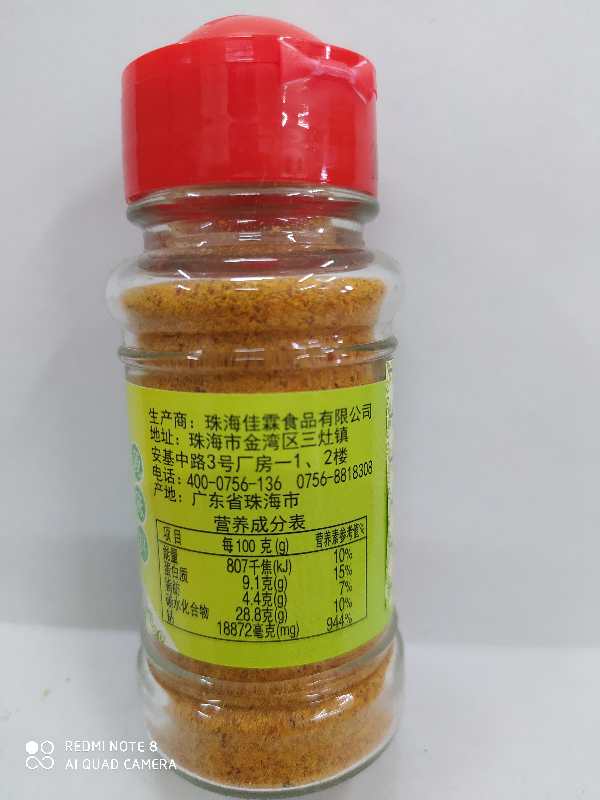 生产商：珠海佳霖食品有限公司
地址：珠海市金湾区三灶镇
安基中路3号厂房一1、2楼
电话：400-0756-136 0756-8818308
产地：广东省珠海市
营养成分表
项目 每100克(g) 营养素参考值%
能量 807千焦(kJ) 10%
蛋白质 9.1克(g) 15%
脂肪 4.4克(g) 7%
碳水化合物 28.8克(g) 10%
钠 18872毫克(mg) 944%
REDMI NOTE 8
AI QUAD CAMERA